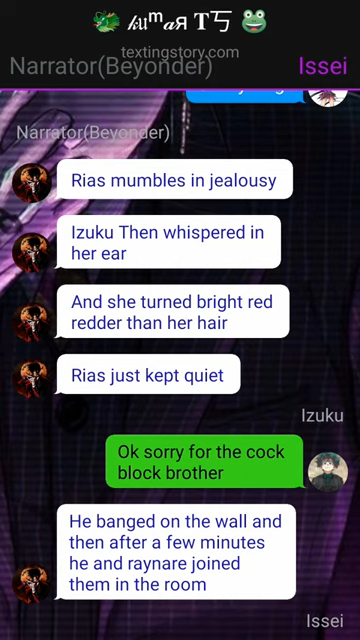 𝓀𝓊ᵐ𝒂я 𝐓丂
textingstory.com
Narrator(Beyonder) Issei
Narrator(Beyonder)
Rias mumbles in jealousy
Izuku Then whispered in
her ear
And she turned bright red
redder than her hair
Rias just kept quiet
Izuku
Ok sorry for the cock
block brother
He banged on the wall and
then after a few minutes
he and raynare joined
them in the room
Issei